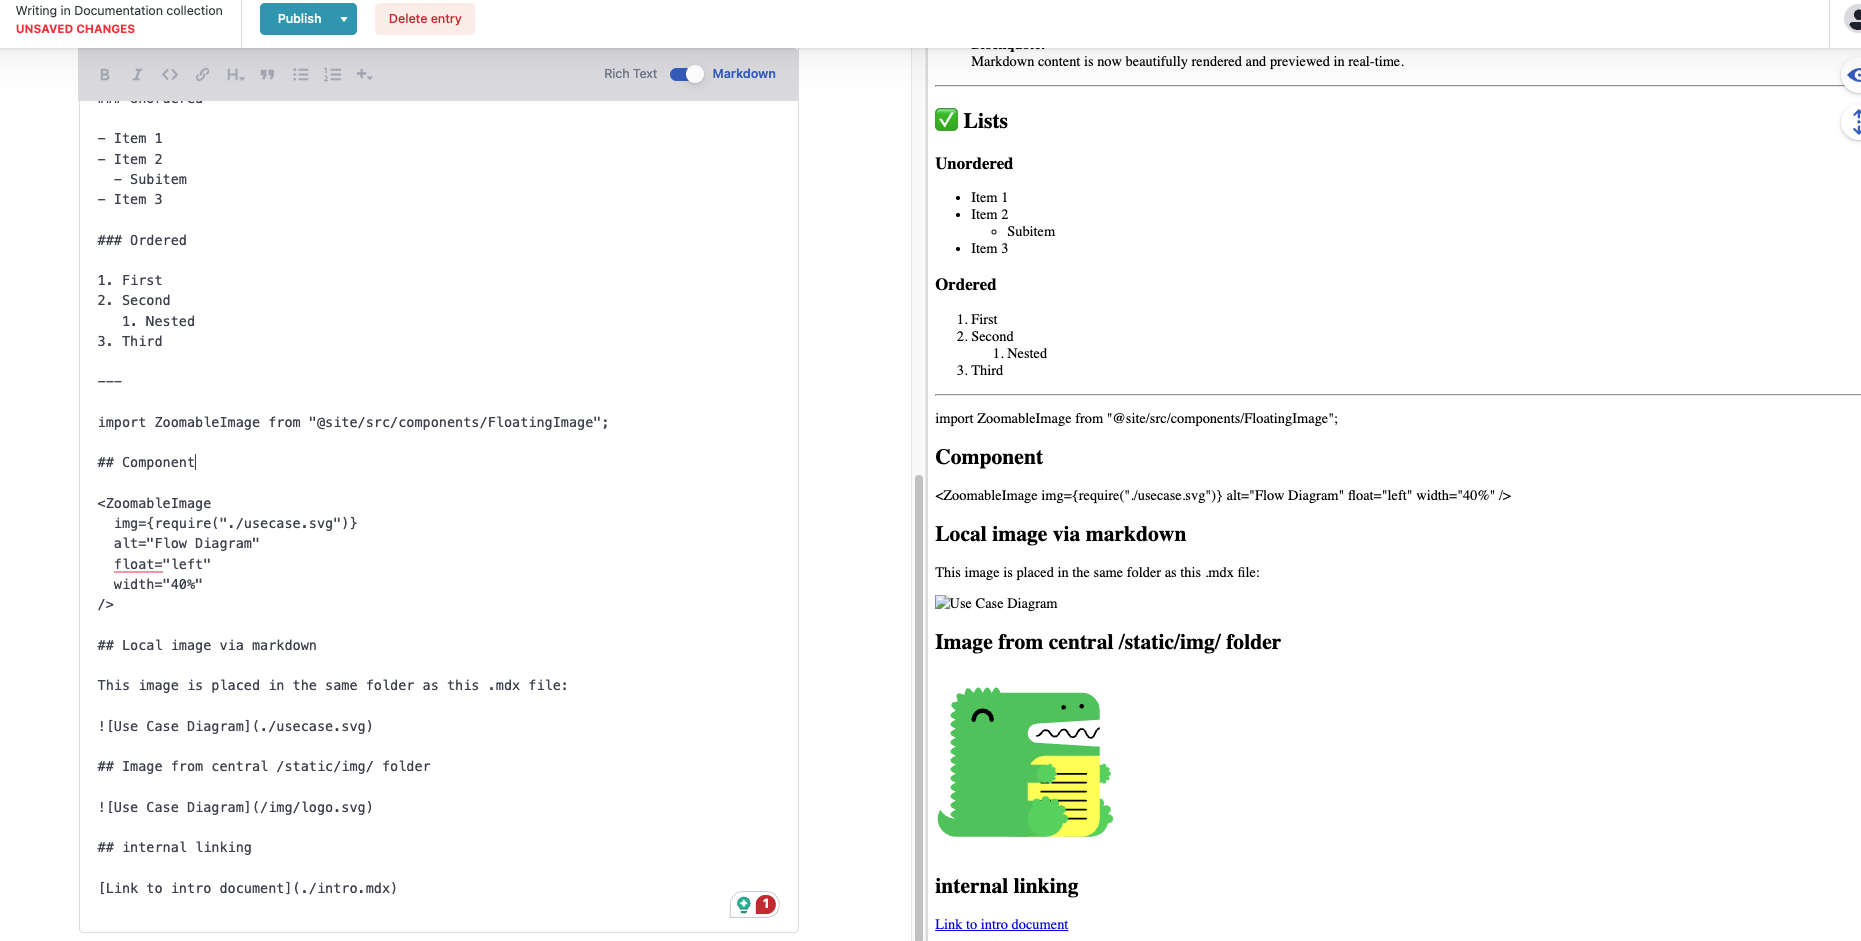 Writing in Documentation collection
UNSAVED CHANGES
Publish
Delete entry
Rich Text
Markdown
### Unordered
- Item 1
- Item 2
  - Subitem
- Item 3
### Ordered
1. First
2. Second
   1. Nested
3. Third
---
import ZoomableImage from "@site/src/components/FloatingImage";
## Component
<ZoomableImage
  img={require("./usecase.svg")}
  alt="Flow Diagram"
  float="left"
  width="40%"
/>
## Local image via markdown
This image is placed in the same folder as this .mdx file:
![Use Case Diagram](./usecase.svg)
## Image from central /static/img/ folder
![Use Case Diagram](/img/logo.svg)
## internal linking
[Link to intro document](./intro.mdx)
1
Blockquote:
Markdown content is now beautifully rendered and previewed in real-time.
✅ Lists
Unordered
• Item 1
• Item 2
◦ Subitem
• Item 3
Ordered
1. First
2. Second
1. Nested
3. Third
import ZoomableImage from "@site/src/components/FloatingImage";
Component
<ZoomableImage img={require("./usecase.svg")} alt="Flow Diagram" float="left" width="40%" />
Local image via markdown
This image is placed in the same folder as this .mdx file:
Use Case Diagram
Image from central /static/img/ folder
internal linking
Link to intro document